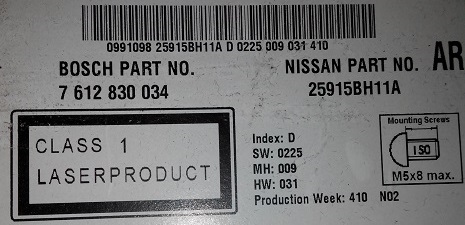 0991098 25915BH11A D 0225 009 031 410
BOSCH PART NO.
7 612 830 034
NISSAN PART NO.
25915BH11A
AR
CLASS 1
LASERPRODUCT
Index: D
SW: 0225
MH: 009
HW: 031
Production Week: 410 N02
Mounting Screws
ISO
M5x8 max.